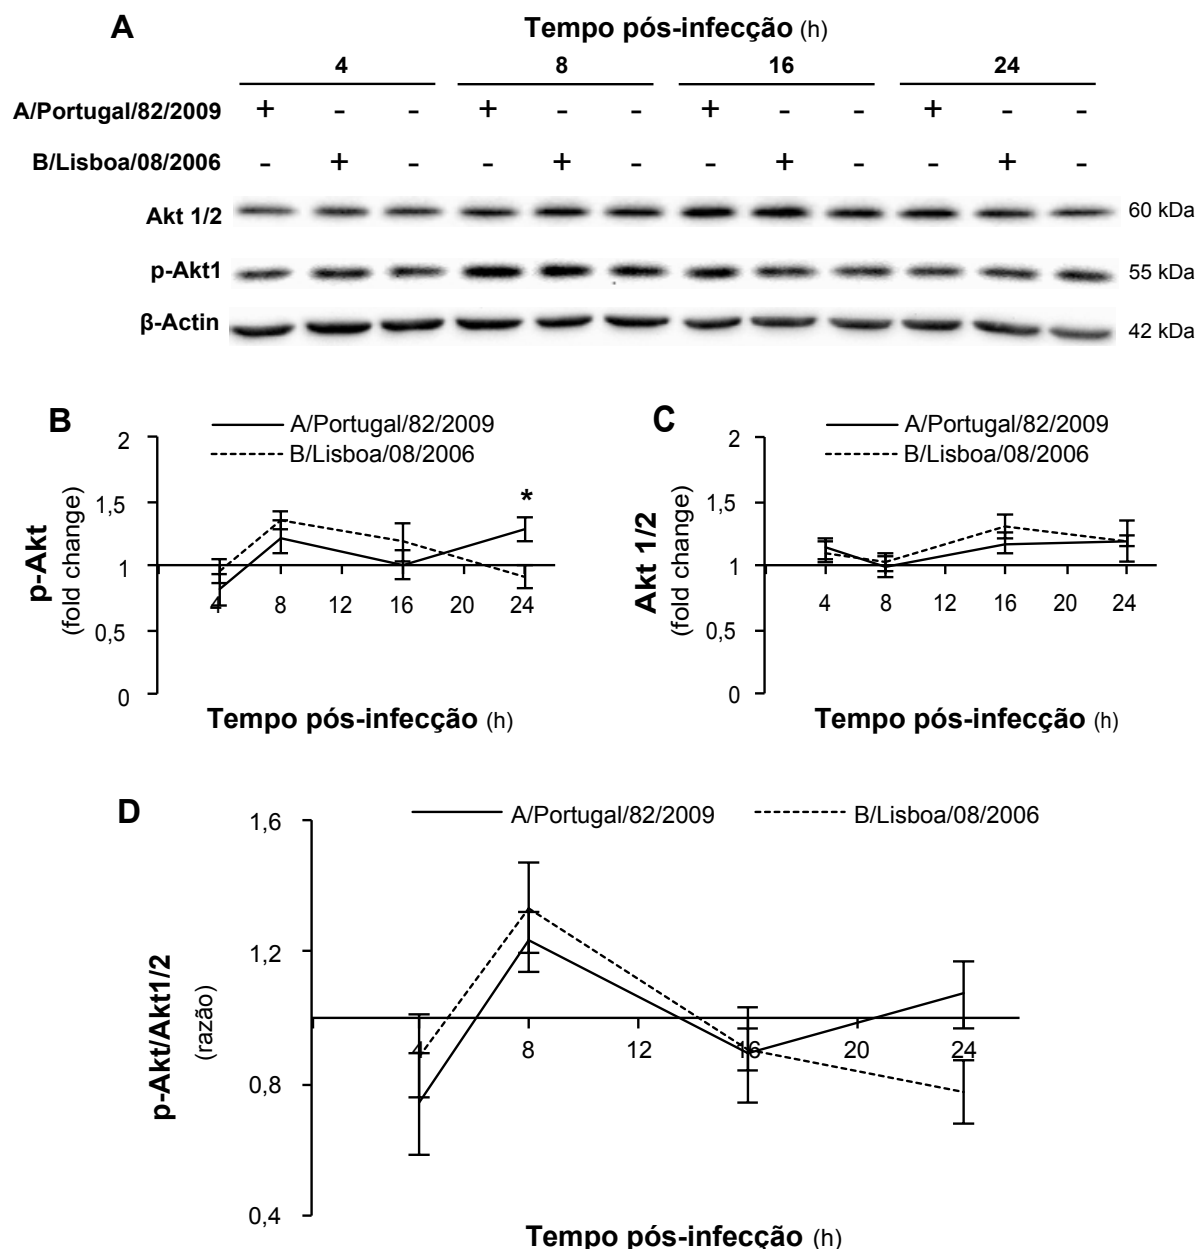 A
Tempo pós-infecção (h)
4 8 16 24
A/Portugal/82/2009 + - - + - - + - - + - -
B/Lisboa/08/2006 - + - - + - - + - - + -
Akt 1/2 60 kDa
p-Akt1 55 kDa
β-Actin 42 kDa
B
A/Portugal/82/2009
B/Lisboa/08/2006
p-Akt
(fold change)
2
1,5
1
0,5
0
*
4 8 12 16 20 24
Tempo pós-infecção (h)
C
A/Portugal/82/2009
B/Lisboa/08/2006
Akt 1/2
(fold change)
2
1,5
1
0,5
0
4 8 12 16 20 24
Tempo pós-infecção (h)
D
A/Portugal/82/2009 B/Lisboa/08/2006
p-Akt/Akt1/2
(razão)
1,6
1,2
0,8
0,4
4 8 12 16 20 24
Tempo pós-infecção (h)